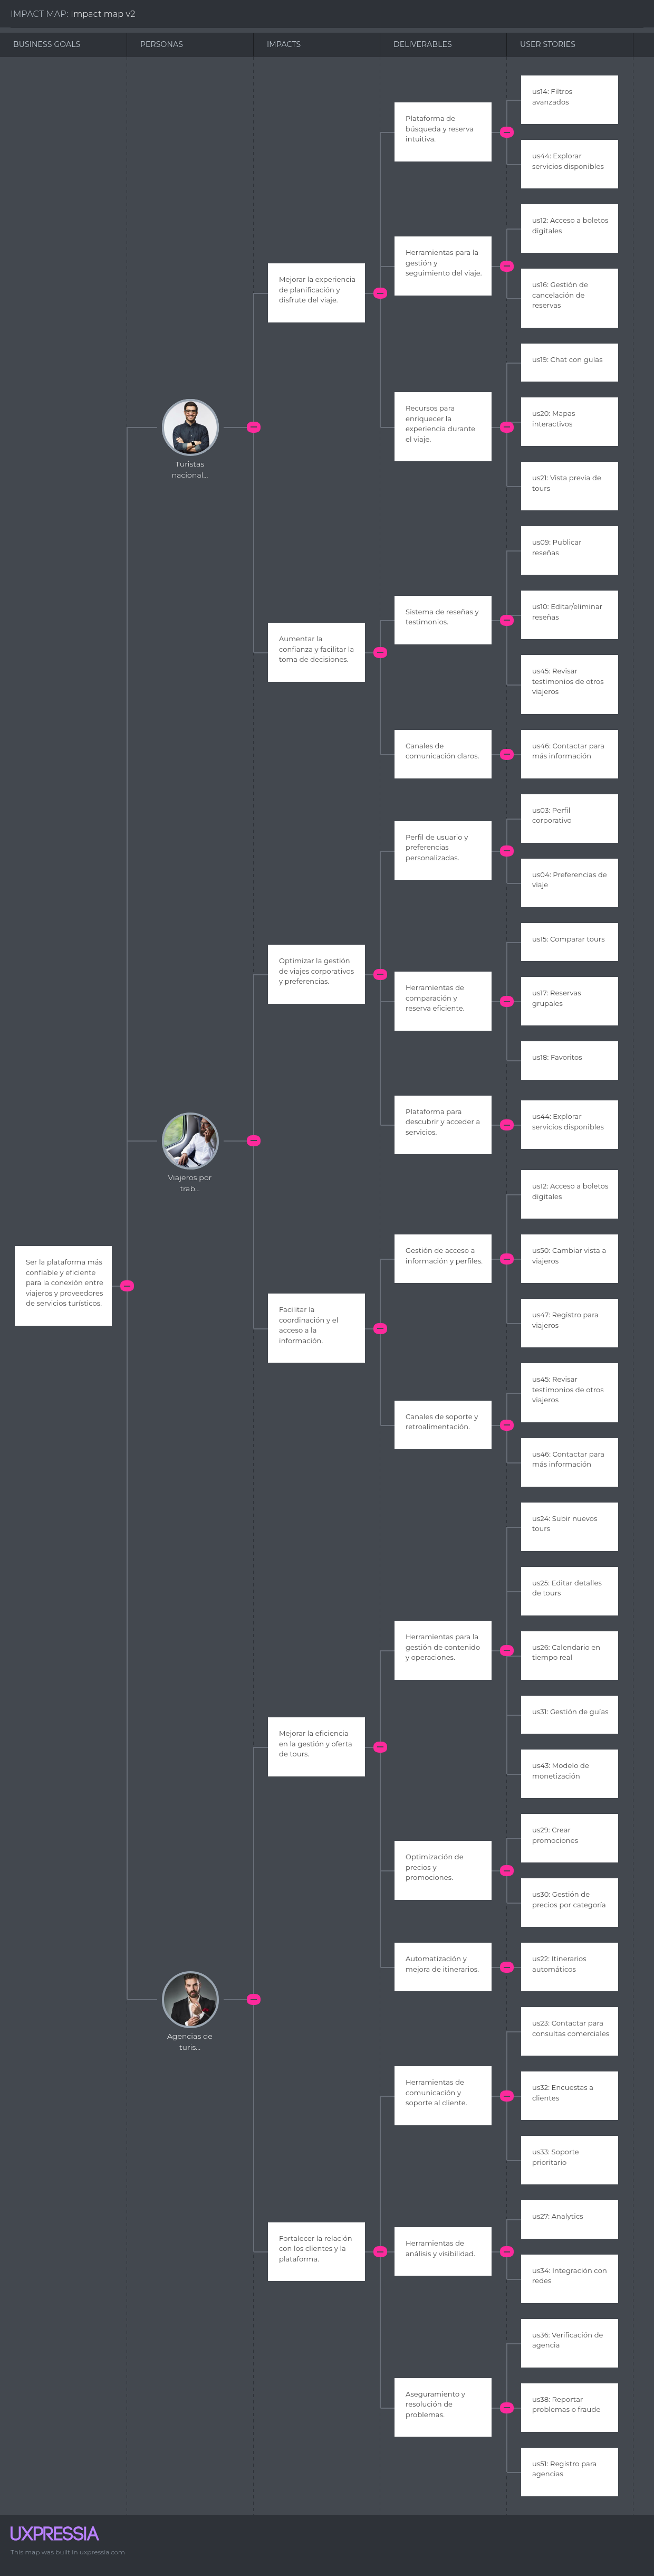 IMPACT MAP: Impact map v2
BUSINESS GOALS
PERSONAS
IMPACTS
DELIVERABLES
USER STORIES
Ser la plataforma más
confiable y eficiente
para la conexión entre
viajeros y proveedores
de servicios turísticos.
Turistas
nacional...
Mejorar la experiencia
de planificación y
disfrute del viaje.
Plataforma de
búsqueda y reserva
intuitiva.
us14: Filtros
avanzados
us44: Explorar
servicios disponibles
Herramientas para la
gestión y
seguimiento del viaje.
us12: Acceso a boletos
digitales
us16: Gestión de
cancelación de
reservas
Recursos para
enriquecer la
experiencia durante
el viaje.
us19: Chat con guías
us20: Mapas
interactivos
us21: Vista previa de
tours
Aumentar la
confianza y facilitar la
toma de decisiones.
Sistema de reseñas y
testimonios.
us09: Publicar
reseñas
us10: Editar/eliminar
reseñas
us45: Revisar
testimonios de otros
viajeros
Canales de
comunicación claros.
us46: Contactar para
más información
Viajeros por
trab...
Optimizar la gestión
de viajes corporativos
y preferencias.
Perfil de usuario y
preferencias
personalizadas.
us03: Perfil
corporativo
us04: Preferencias de
viaje
Herramientas de
comparación y
reserva eficiente.
us15: Comparar tours
us17: Reservas
grupales
us18: Favoritos
Plataforma para
descubrir y acceder a
servicios.
us44: Explorar
servicios disponibles
Facilitar la
coordinación y el
acceso a la
información.
Gestión de acceso a
información y perfiles.
us12: Acceso a boletos
digitales
us50: Cambiar vista a
viajeros
us47: Registro para
viajeros
Canales de soporte y
retroalimentación.
us45: Revisar
testimonios de otros
viajeros
us46: Contactar para
más información
Agencias de
turis...
Mejorar la eficiencia
en la gestión y oferta
de tours.
Herramientas para la
gestión de contenido
y operaciones.
us24: Subir nuevos
tours
us25: Editar detalles
de tours
us26: Calendario en
tiempo real
us31: Gestión de guías
us43: Modelo de
monetización
Optimización de
precios y
promociones.
us29: Crear
promociones
us30: Gestión de
precios por categoría
Automatización y
mejora de itinerarios.
us22: Itinerarios
automáticos
Fortalecer la relación
con los clientes y la
plataforma.
Herramientas de
comunicación y
soporte al cliente.
us23: Contactar para
consultas comerciales
us32: Encuestas a
clientes
us33: Soporte
prioritario
Herramientas de
análisis y visibilidad.
us27: Analytics
us34: Integración con
redes
Aseguramiento y
resolución de
problemas.
us36: Verificación de
agencia
us38: Reportar
problemas o fraude
us51: Registro para
agencias
UXPRESSIA
This map was built in uxpressia.com